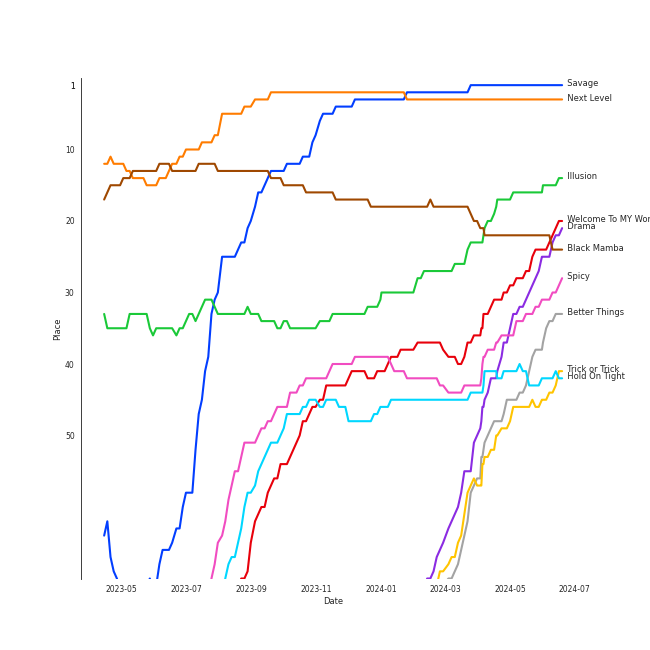 1
10
20
30
40
50
Place
2023-05
2023-07
2023-09
2023-11
2024-01
2024-03
2024-05
2024-07
Date
Savage
Next Level
Illusion
Welcome To MY Wor
Drama
Black Mamba
Spicy
Better Things
Trick or Trick
Hold On Tight